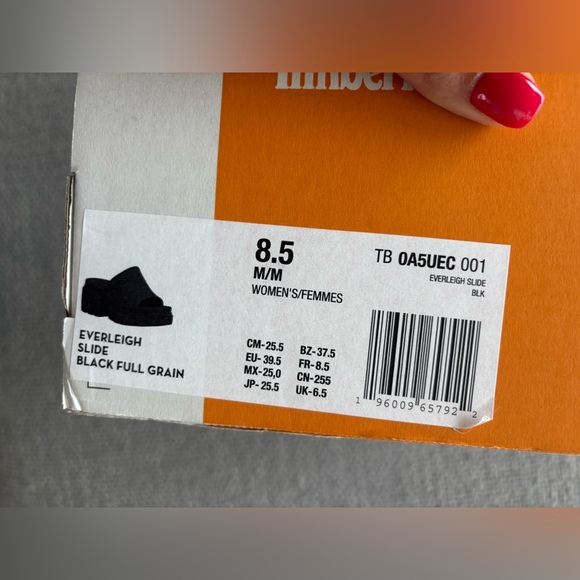 8.5
M/M
WOMEN'S/FEMMES
TB 0A5UEC 001
EVERLEIGH SLIDE
BLK
EVERLEIGH
SLIDE
BLACK FULL GRAIN
CM-25.5 BZ-37.5
EU- 39.5 FR-8.5
MX-25,0 CN-255
JP- 25.5 UK-6.5
1 96009 65792 2